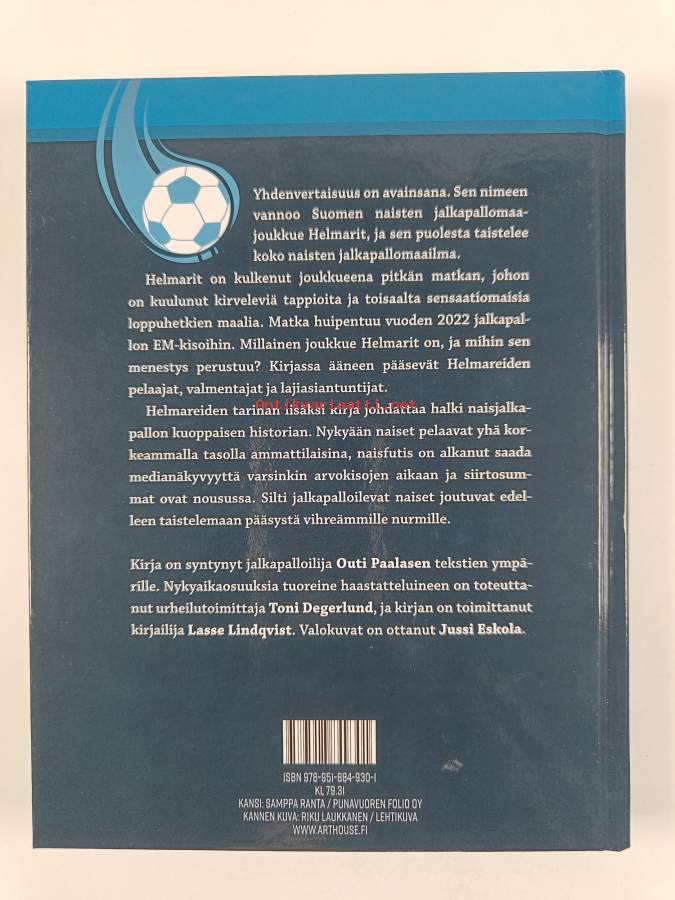 Yhdenvertaisuus on avainsana. Sen nimeen
vannoo Suomen naisten jalkapallomaa-
joukkue Helmarit, ja sen puolesta taistelee
koko naisten jalkapallomaailma.
Helmarit on kulkenut joukkueena pitkän matkan, johon
on kuulunut kirveleviä tappioita ja toisaalta sensaatiomaisia
loppuhetkien maalia. Matka huipentuu vuoden 2022 jalkapal-
lon EM-kisoihin. Millainen joukkue Helmarit on, ja mihin sen
menestys perustuu? Kirjassa ääneen pääsevät Helmareiden
pelaajat, valmentajat ja lajiasiantuntijat.
Antikvariaatti.net
Helmareiden tarinan lisäksi kirja johdattaa halki naisjalka-
pallon kuoppaisen historian. Nykyään naiset pelaavat yhä kor-
keammalla tasolla ammattilaisina, naisfutis on alkanut saada
medianäkyvyyttä varsinkin arvokisojen aikaan ja siirtosum-
mat ovat nousussa. Silti jalkapalloilevat naiset joutuvat edel-
leen taistelemaan pääsystä vihreämmille nurmille.
Kirja on syntynyt jalkapalloilija Outi Paalasen tekstien ympä-
rille. Nykyaikaosuuksia tuoreine haastatteluineen on toteutta-
nut urheilutoimittaja Toni Degerlund, ja kirjan on toimittanut
kirjailija Lasse Lindqvist. Valokuvat on ottanut Jussi Eskola.
ISBN 978-951-884-930-1
KL 79.31
KANSI: SAMPPA RANTA / PUNAVUOREN FOLIO OY
KANNEN KUVA: RIKU LAUKKANEN / LEHTIKUVA
WWW.ARTHOUSE.FI